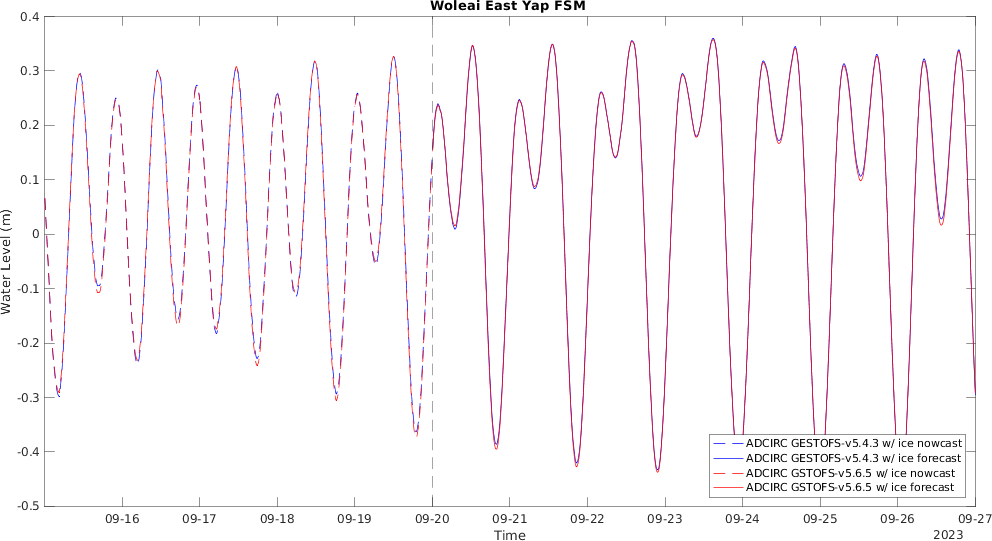 Woleai East Yap FSM
0.4
0.3
0.2
0.1
0
-0.1
-0.2
-0.3
-0.4
-0.5
Water Level (m)
ADCIRC GESTOFS-v5.4.3 w/ ice nowcast
ADCIRC GESTOFS-v5.4.3 w/ ice forecast
ADCIRC GSTOFS-v5.6.5 w/ ice nowcast
ADCIRC GSTOFS-v5.6.5 w/ ice forecast
09-16 09-17 09-18 09-19 09-20 09-21 09-22 09-23 09-24 09-25 09-26 09-27
Time
2023